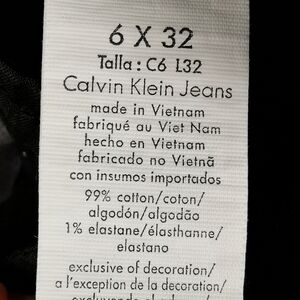 6 X 32
Talla : C6 L32
Calvin Klein Jeans
made in Vietnam
fabriqué au Viet Nam
hecho en Vietnam
fabricado no Vietnã
con insumos importados
99% cotton/coton/
algodón/algodão
1% elastane/élasthanne/
elastano
exclusive of decoration/
a l'exception de la decoration/
excluyendo